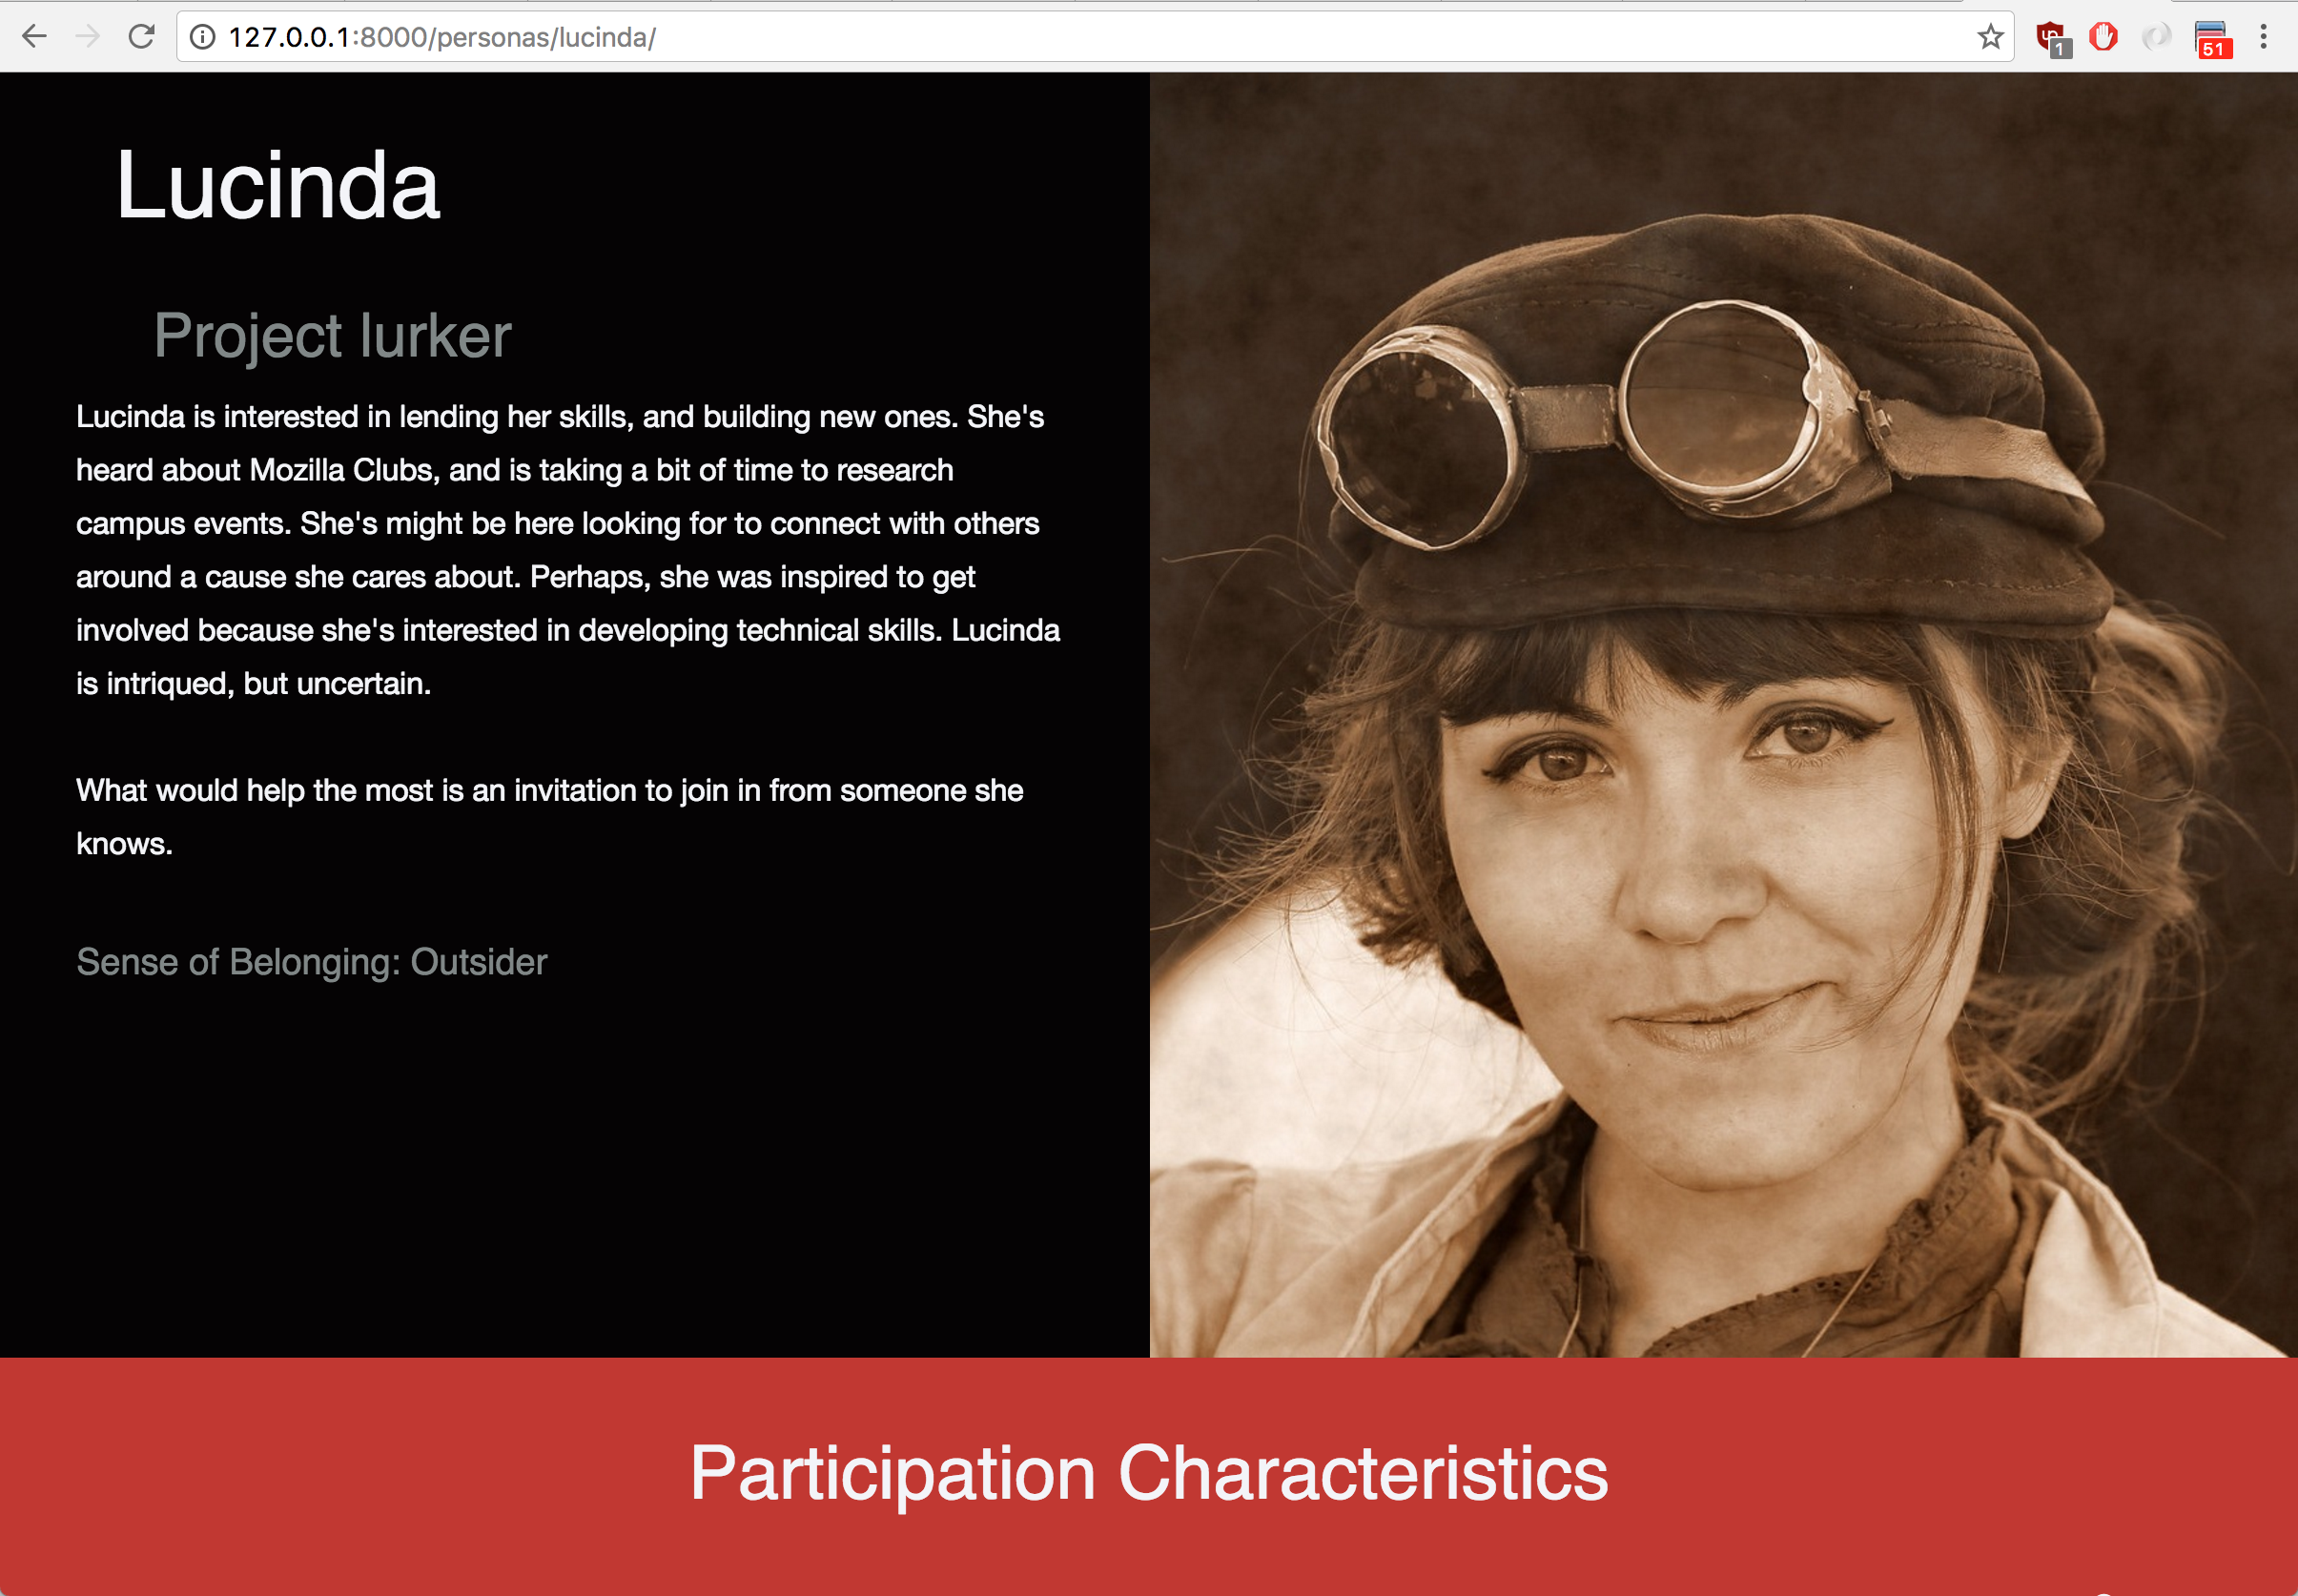 127.0.0.1:8000/personas/lucinda/
1
51
Lucinda
Project lurker
Lucinda is interested in lending her skills, and building new ones. She's
heard about Mozilla Clubs, and is taking a bit of time to research
campus events. She's might be here looking for to connect with others
around a cause she cares about. Perhaps, she was inspired to get
involved because she's interested in developing technical skills. Lucinda
is intriqued, but uncertain.
What would help the most is an invitation to join in from someone she
knows.
Sense of Belonging: Outsider
Participation Characteristics